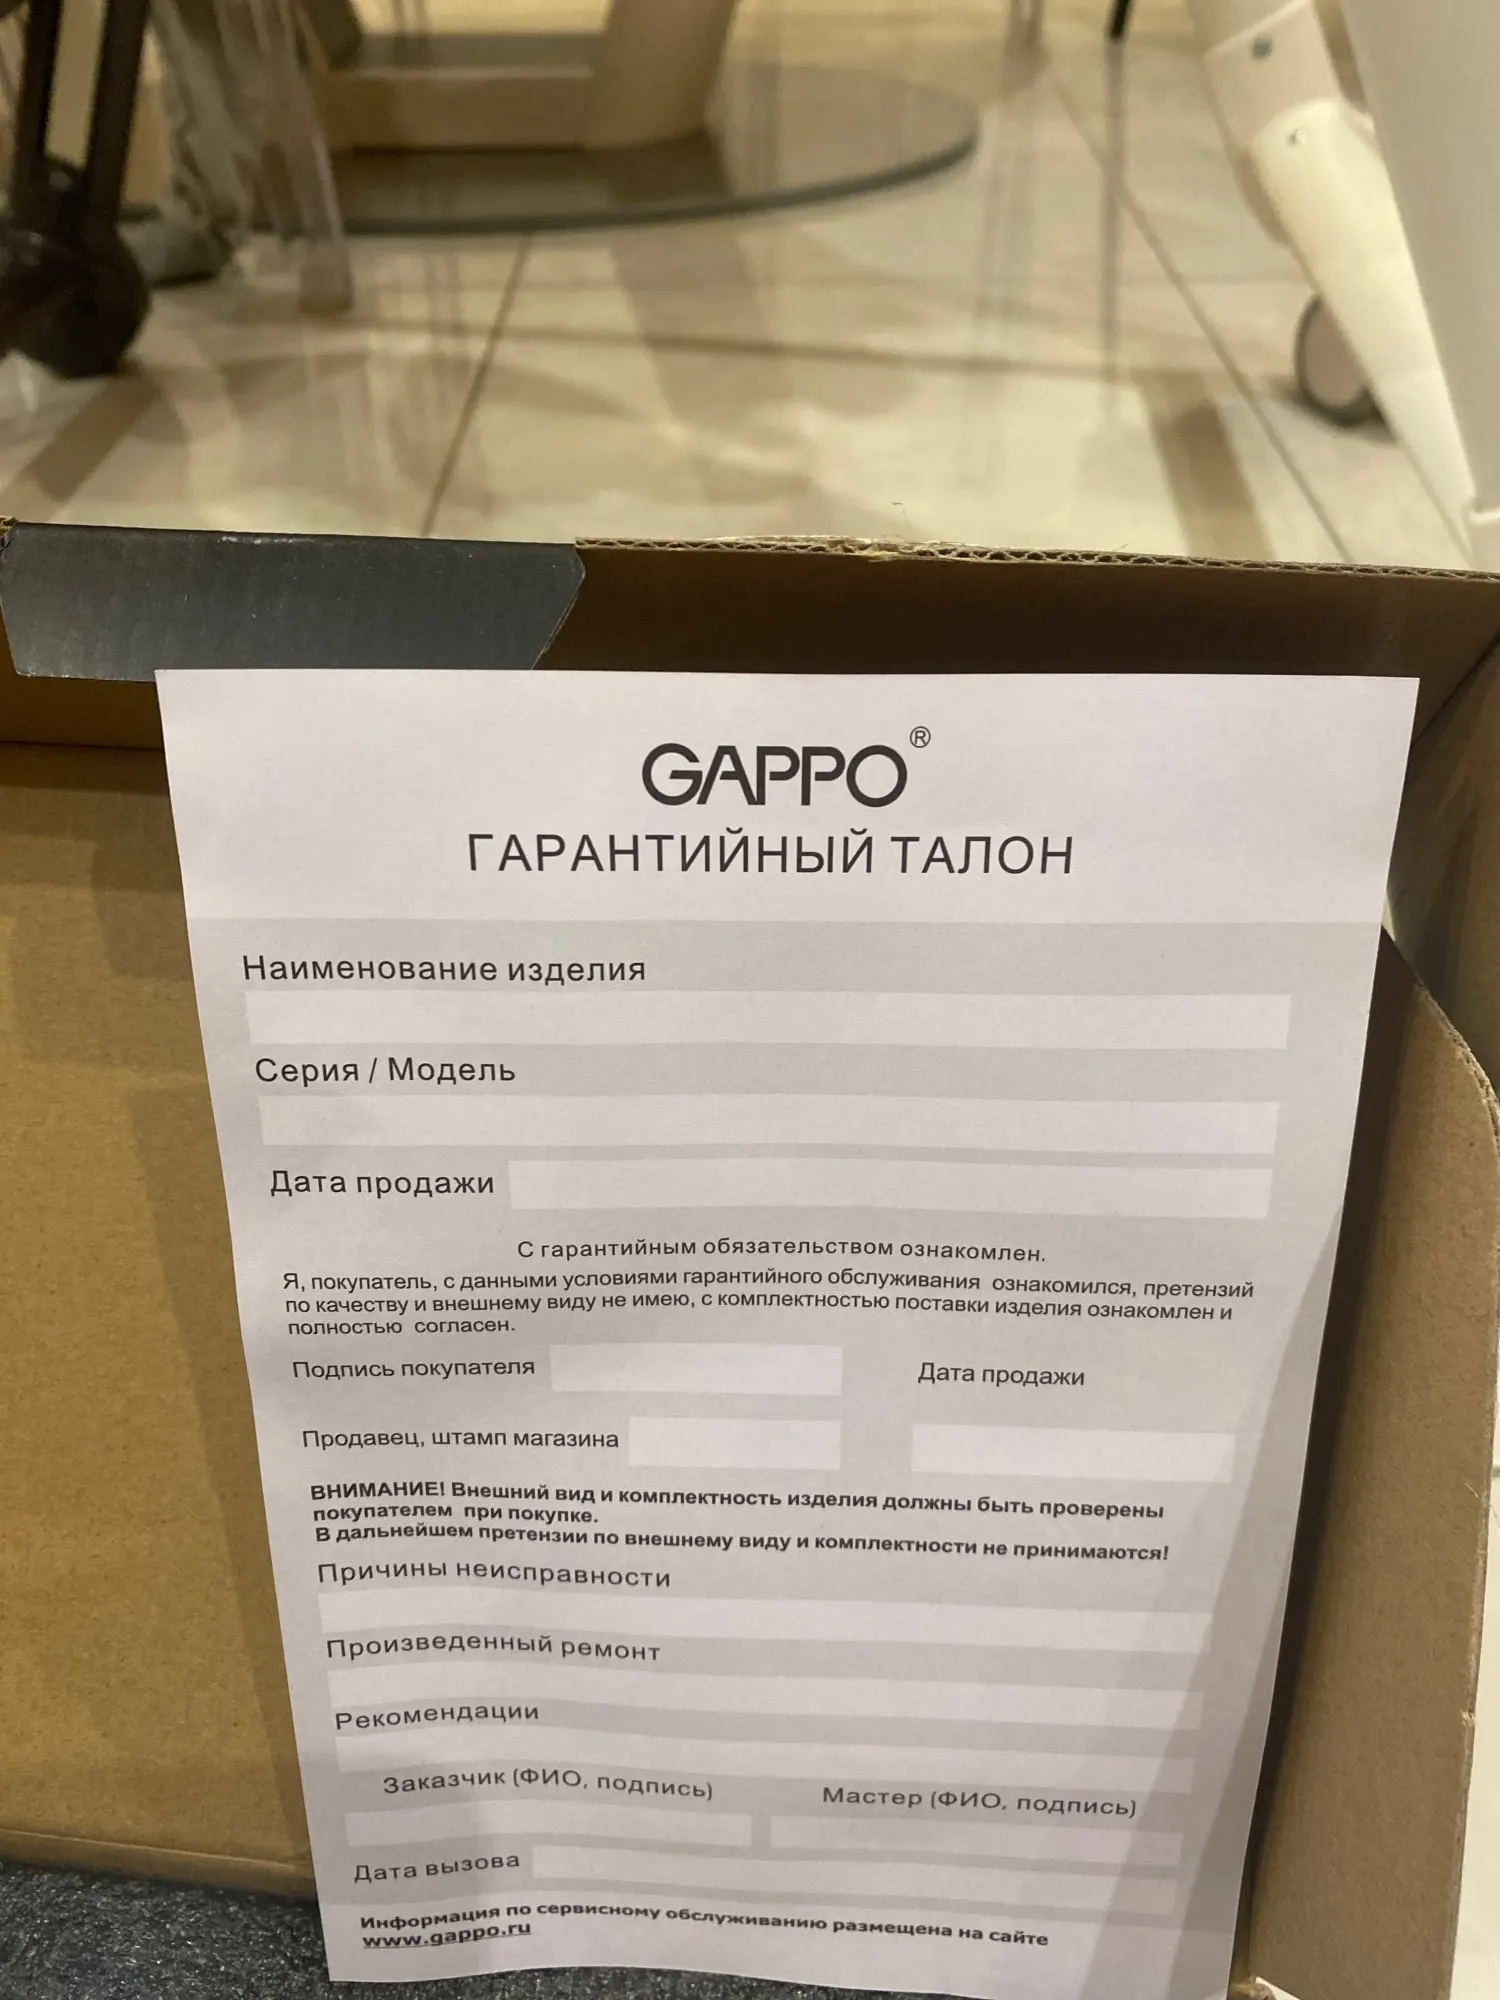 GAPPO®
ГАРАНТИЙНЫЙ ТАЛОН
Наименование изделия
Серия / Модель
Дата продажи
С гарантийным обязательством ознакомлен.
Я, покупатель, с данными условиями гарантийного обслуживания ознакомился, претензий
по качеству и внешнему виду не имею, с комплектностью поставки изделия ознакомлен и
полностью согласен.
Подпись покупателя
Дата продажи
Продавец, штамп магазина
ВНИМАНИЕ! Внешний вид и комплектность изделия должны быть проверены
покупателем при покупке.
В дальнейшем претензии по внешнему виду и комплектности не принимаются!
Причины неисправности
Произведенный ремонт
Рекомендации
Заказчик (ФИО, подпись)
Мастер (ФИО, подпись)
Дата вызова
Информация по сервисному обслуживанию размещена на сайте
www.gappo.ru